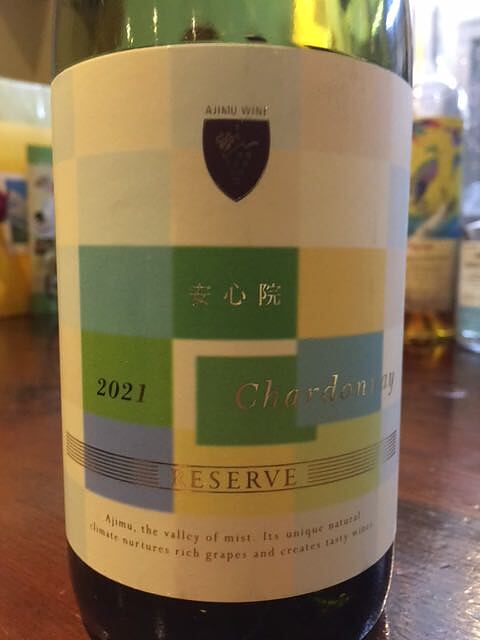 AJIMU WINE
安心院
2021
Chardonnay
RESERVE
Ajimu, the valley of mist. Its unique natural
climate nurtures rich grapes and creates tasty wines.